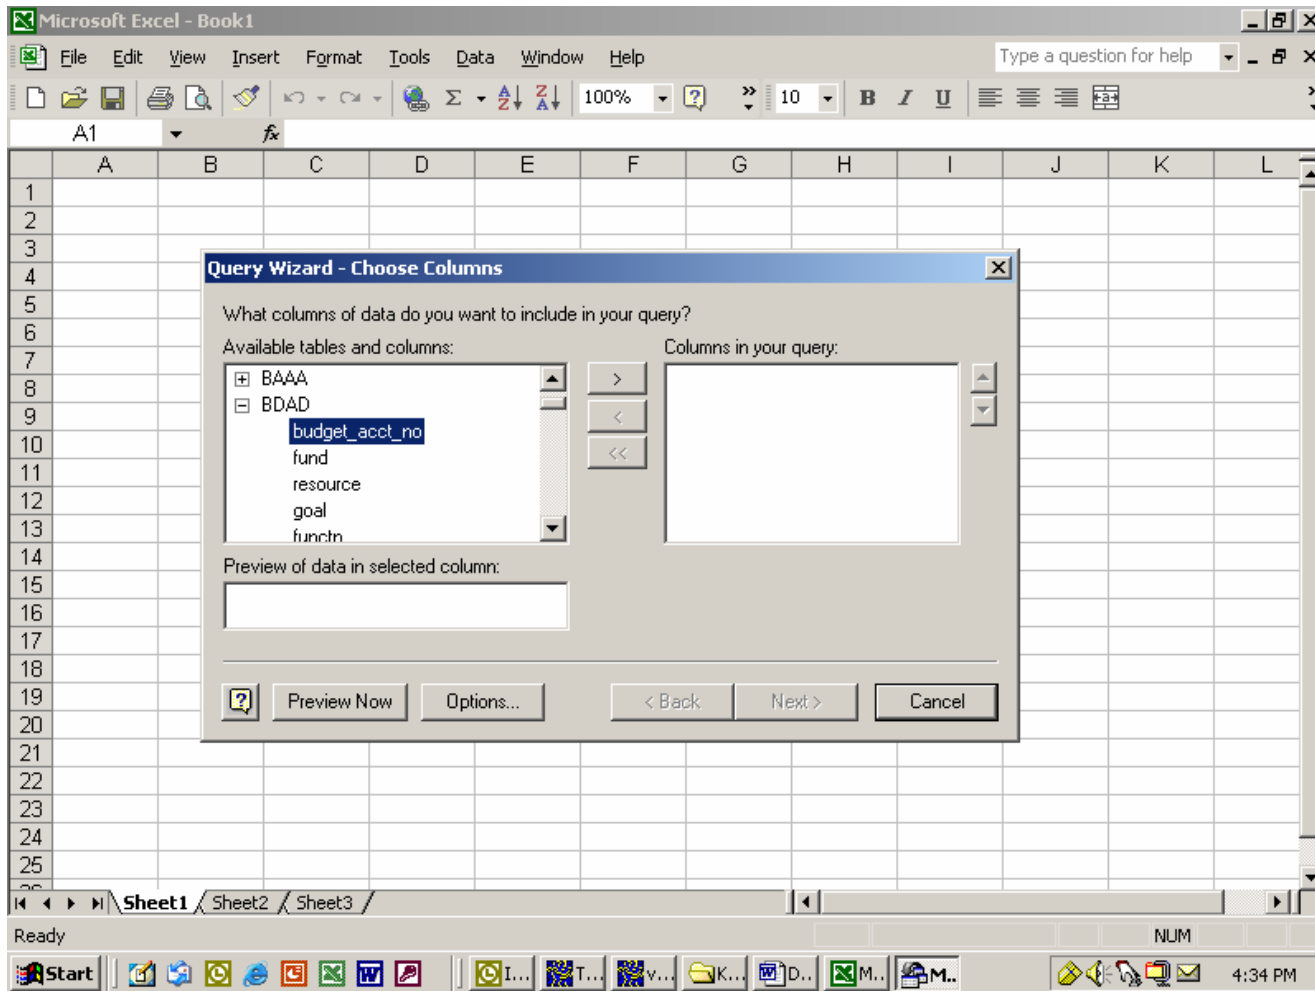 Microsoft Excel - Book1
File Edit View Insert Format Tools Data Window Help Type a question for help
100% 10 B I U
A1 fx
A B C D E F G H I J K L
1
2
3
4
5
6
7
8
9
10
11
12
13
14
15
16
17
18
19
20
21
22
23
24
25
Query Wizard - Choose Columns
What columns of data do you want to include in your query?
Available tables and columns: Columns in your query:
BAAA
BDAD
budget_acct_no
fund
resource
goal
functn
>
<
<<
Preview of data in selected column:
Preview Now Options... < Back Next > Cancel
Sheet1 Sheet2 Sheet3
Ready NUM
Start I... T... v... K... D.. M.. M.. 4:34 PM